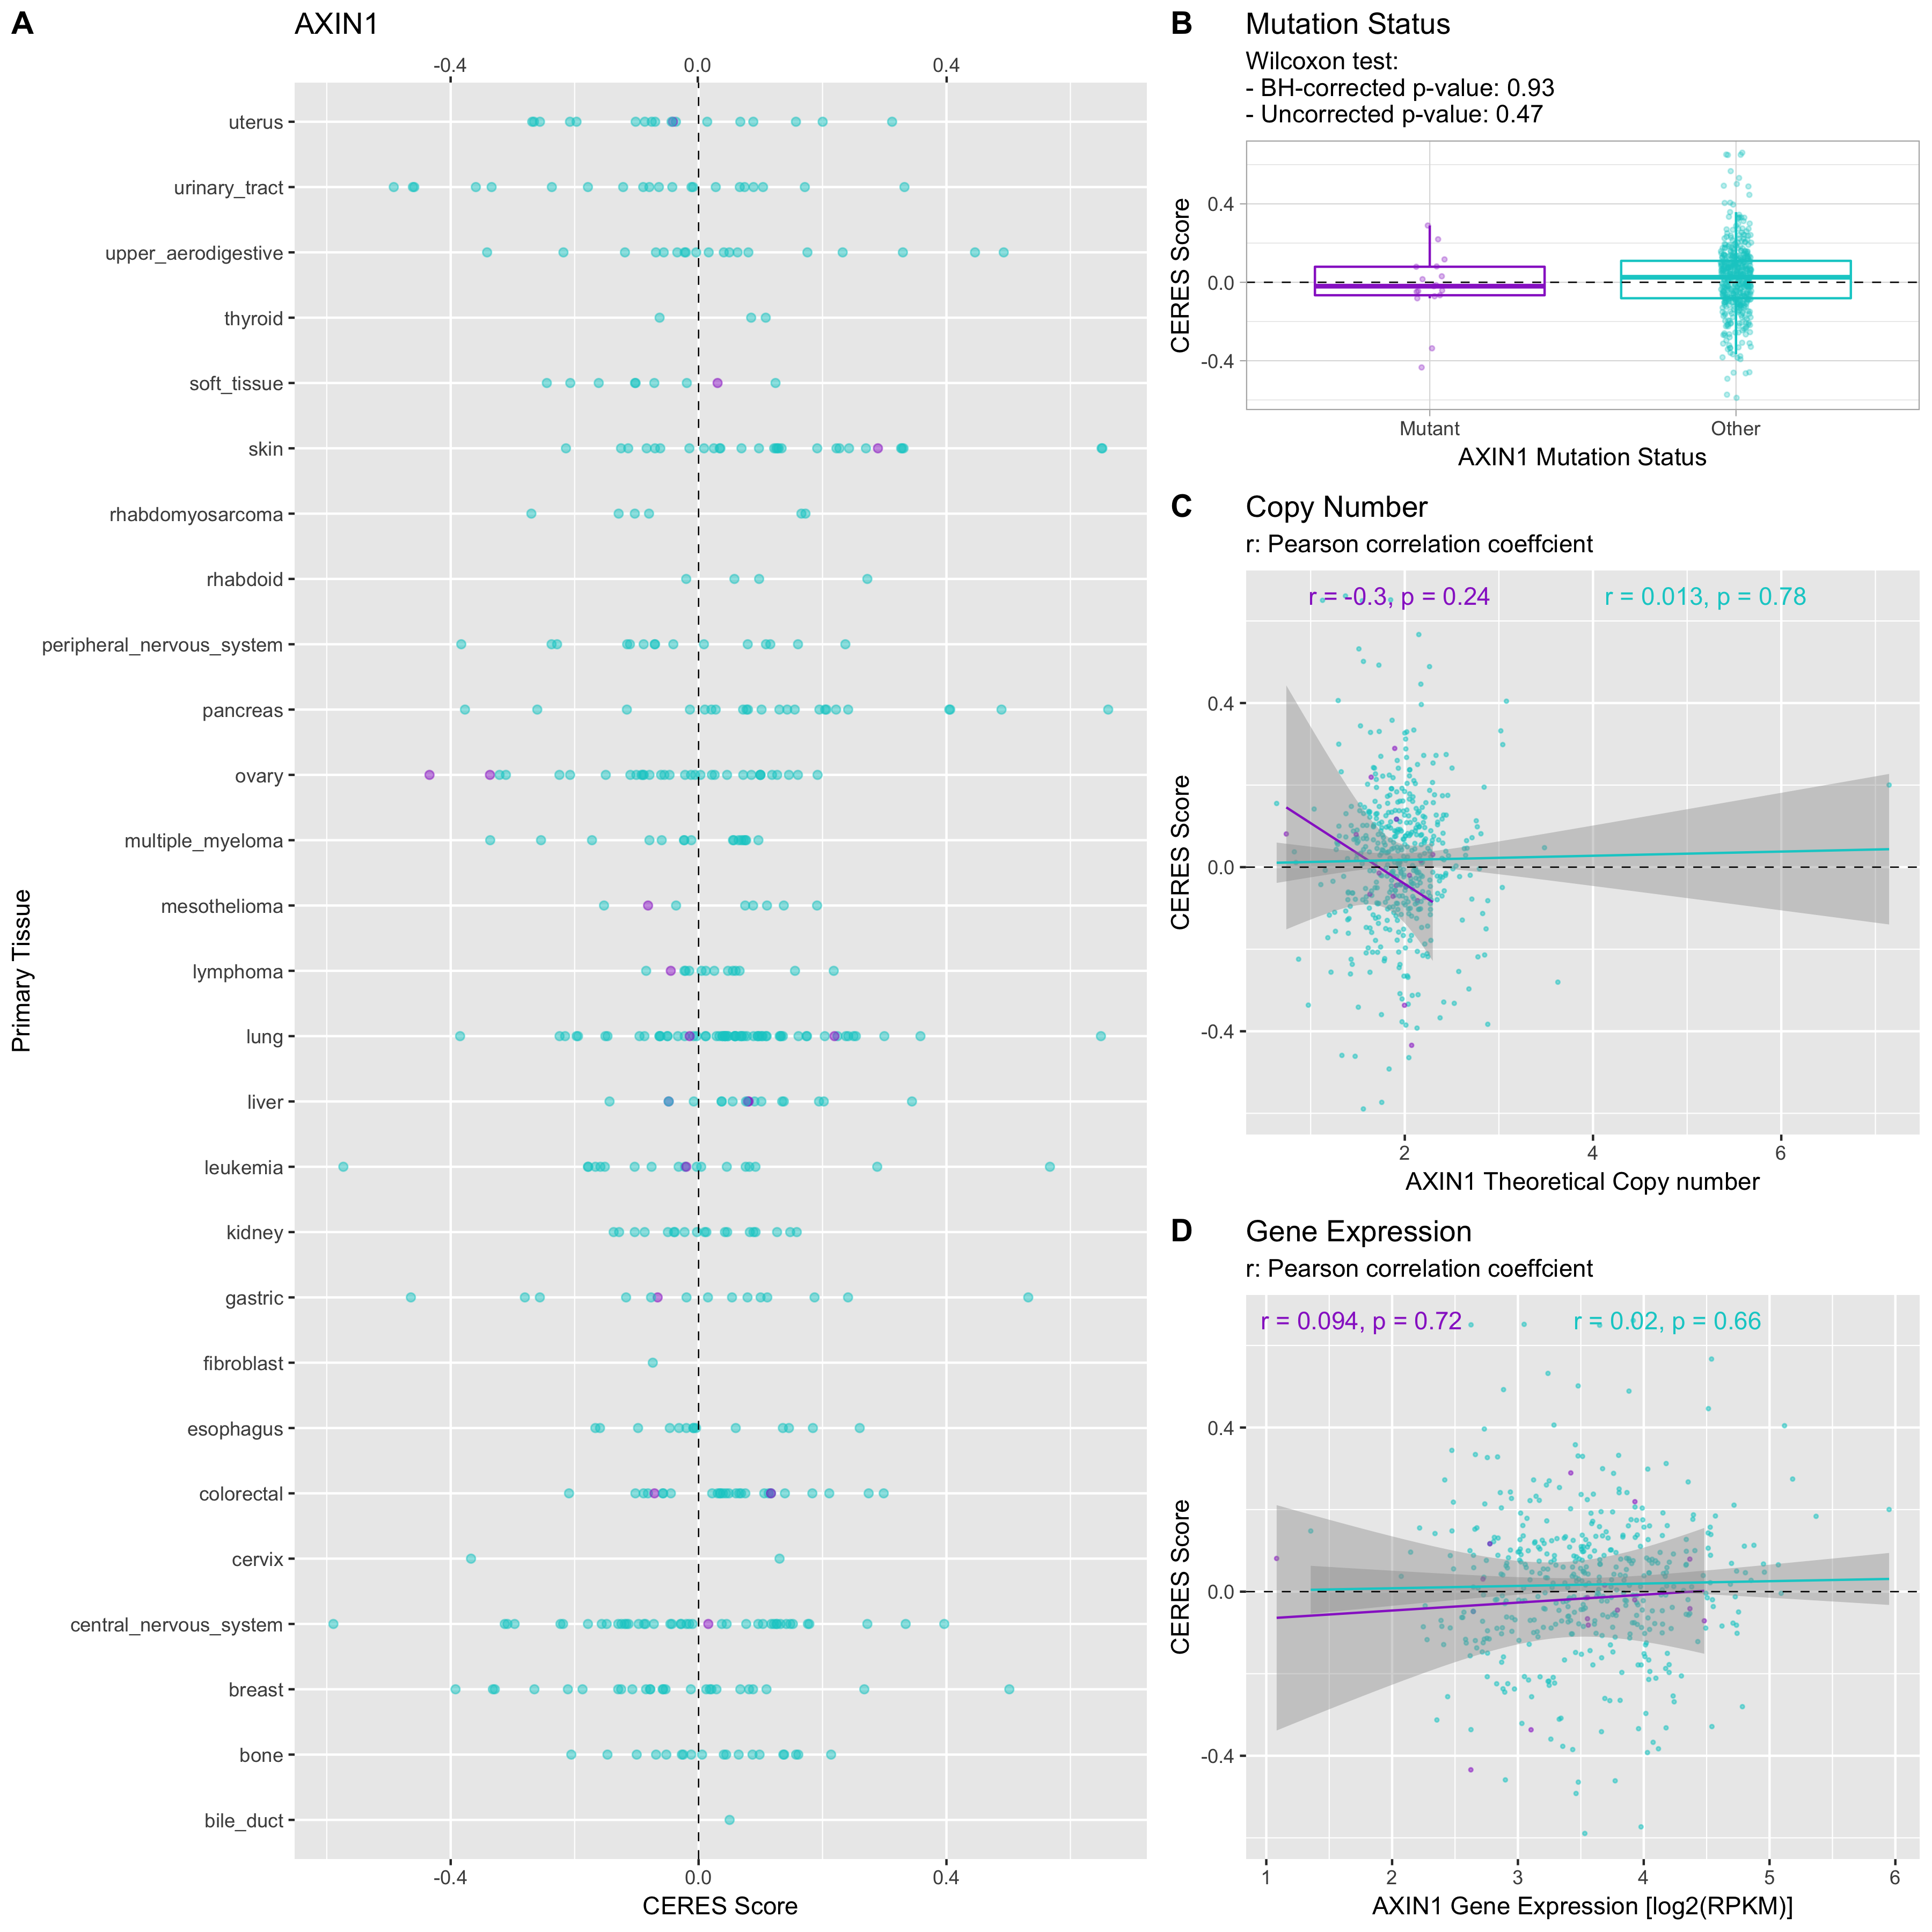 A
AXIN1
-0.4
0.0
0.4
Primary Tissue
uterus
urinary_tract
upper_aerodigestive
thyroid
soft_tissue
skin
rhabdomyosarcoma
rhabdoid
peripheral_nervous_system
pancreas
ovary
multiple_myeloma
mesothelioma
lymphoma
lung
liver
leukemia
kidney
gastric
fibroblast
esophagus
colorectal
cervix
central_nervous_system
breast
bone
bile_duct
-0.4
0.0
0.4
CERES Score
B
Mutation Status
Wilcoxon test:
- BH-corrected p-value: 0.93
- Uncorrected p-value: 0.47
CERES Score
0.4
0.0
-0.4
Mutant
Other
AXIN1 Mutation Status
C
Copy Number
r: Pearson correlation coeffcient
r = -0.3, p = 0.24
r = 0.013, p = 0.78
CERES Score
0.4
0.0
-0.4
2
4
6
AXIN1 Theoretical Copy number
D
Gene Expression
r: Pearson correlation coeffcient
r = 0.094, p = 0.72
r = 0.02, p = 0.66
CERES Score
0.4
0.0
-0.4
1
2
3
4
5
6
AXIN1 Gene Expression [log2(RPKM)]